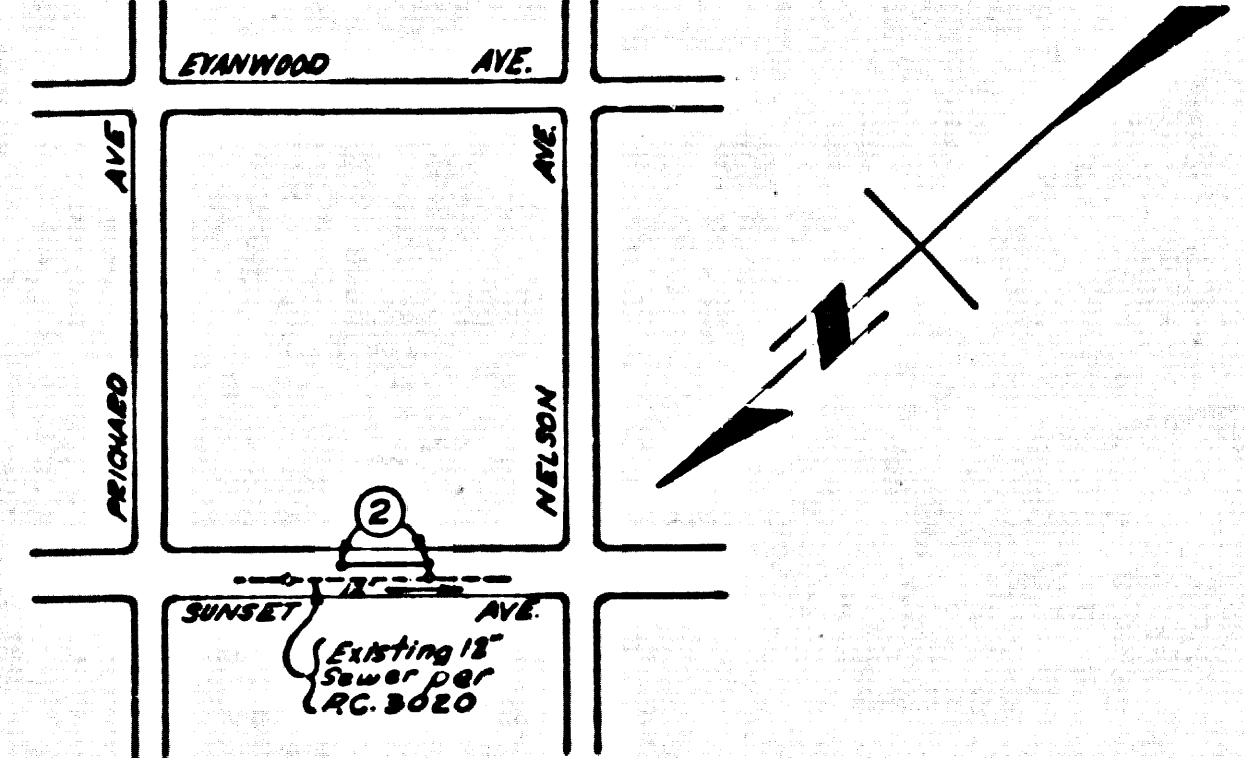 EVANWOOD AVE.
PRICHARD AVE
NELSON AVE.
2
12"
SUNSET AVE.
Existing 12"
Sewer per
P.C. 3020
N